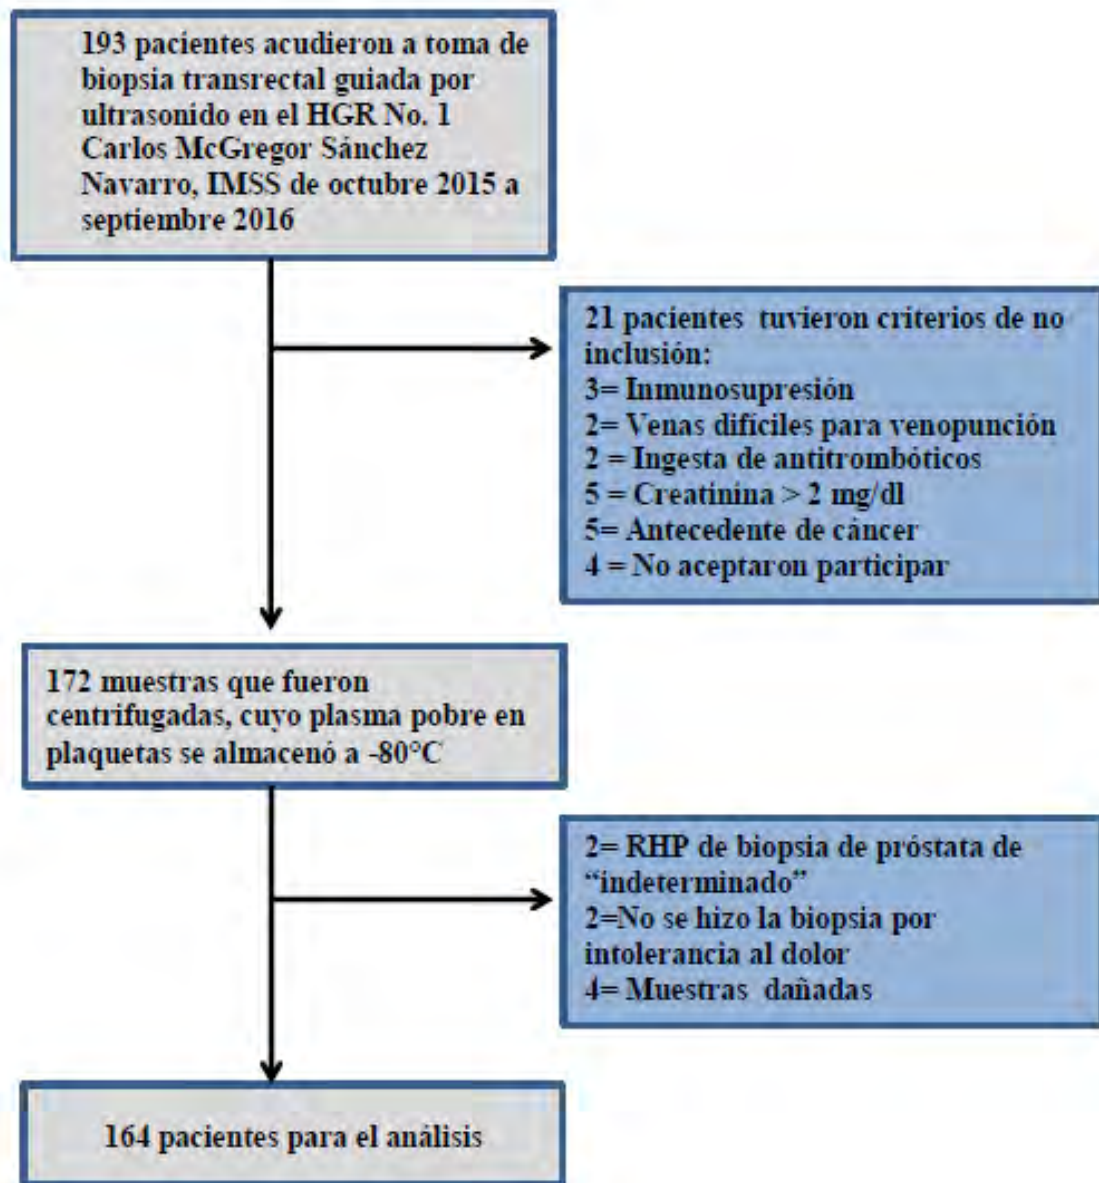 193 pacientes acudieron a toma de
biopsia transrectal guiada por
ultrasonido en el HGR No. 1
Carlos McGregor Sánchez
Navarro, IMSS de octubre 2015 a
septiembre 2016
21 pacientes tuvieron criterios de no
inclusión:
3= Inmunosupresión
2= Venas difíciles para venopunción
2 = Ingesta de antitrombóticos
5 = Creatinina > 2 mg/dl
5= Antecedente de cáncer
4 = No aceptaron participar
172 muestras que fueron
centrifugadas, cuyo plasma pobre en
plaquetas se almacenó a -80°C
2= RHP de biopsia de próstata de
“indeterminado”
2=No se hizo la biopsia por
intolerancia al dolor
4= Muestras dañadas
164 pacientes para el análisis